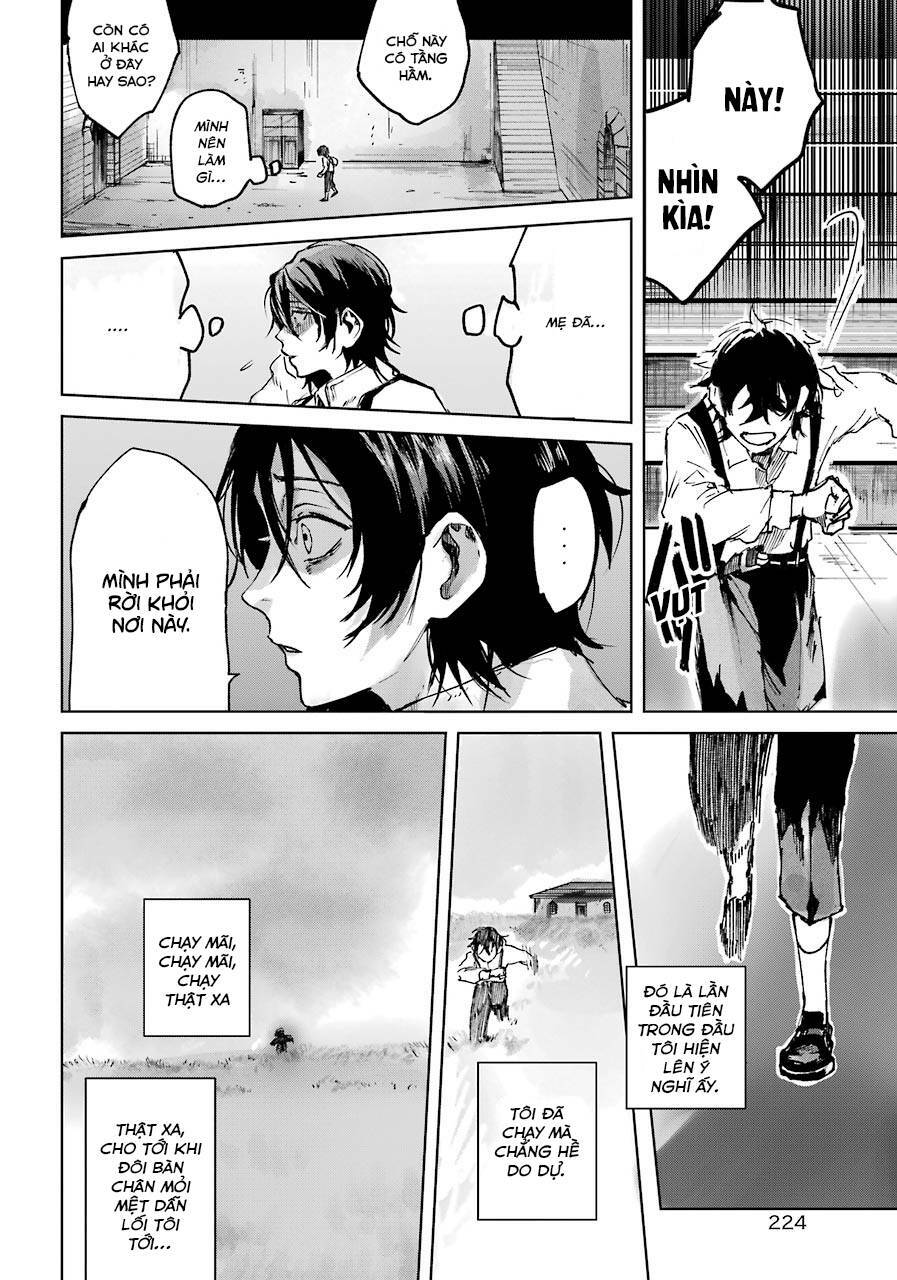 NÀY!
NHÌN
KÌA!
VỤT
CHỖ NÀY
CÓ TẦNG
HẦM.
CÒN CÓ
AI KHÁC
Ở ĐÂY
HAY SAO?
MÌNH
NÊN
LÀM
GÌ...
MẸ ĐÃ...
....
...
MÌNH PHẢI
RỜI KHỎI
NƠI NÀY.
ĐÓ LÀ LẦN
ĐẦU TIÊN
TRONG ĐẦU
TÔI HIỆN
LÊN Ý
NGHĨ ẤY.
TÔI ĐÃ
CHẠY MÀ
CHẲNG HỀ
DO DỰ.
CHẠY MÃI,
CHẠY MÃI,
CHẠY
THẬT XA
THẬT XA,
CHO TỚI KHI
ĐÔI BÀN
CHÂN MỎI
MỆT DẪN
LỐI TÔI
TỚI...
224